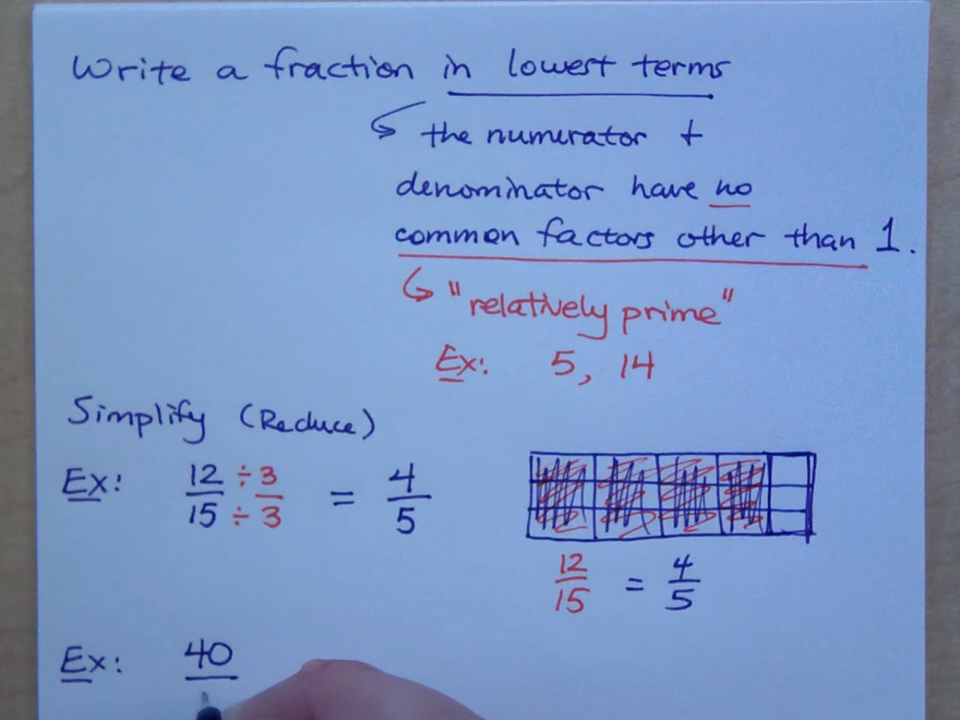 Write a fraction in lowest terms
the numerator +
denominator have no
common factors other than 1.
"relatively prime"
Ex: 5, 14
Simplify (Reduce)
Ex: 12/15 ÷3/÷3 = 4/5
12/15 = 4/5
Ex: 40